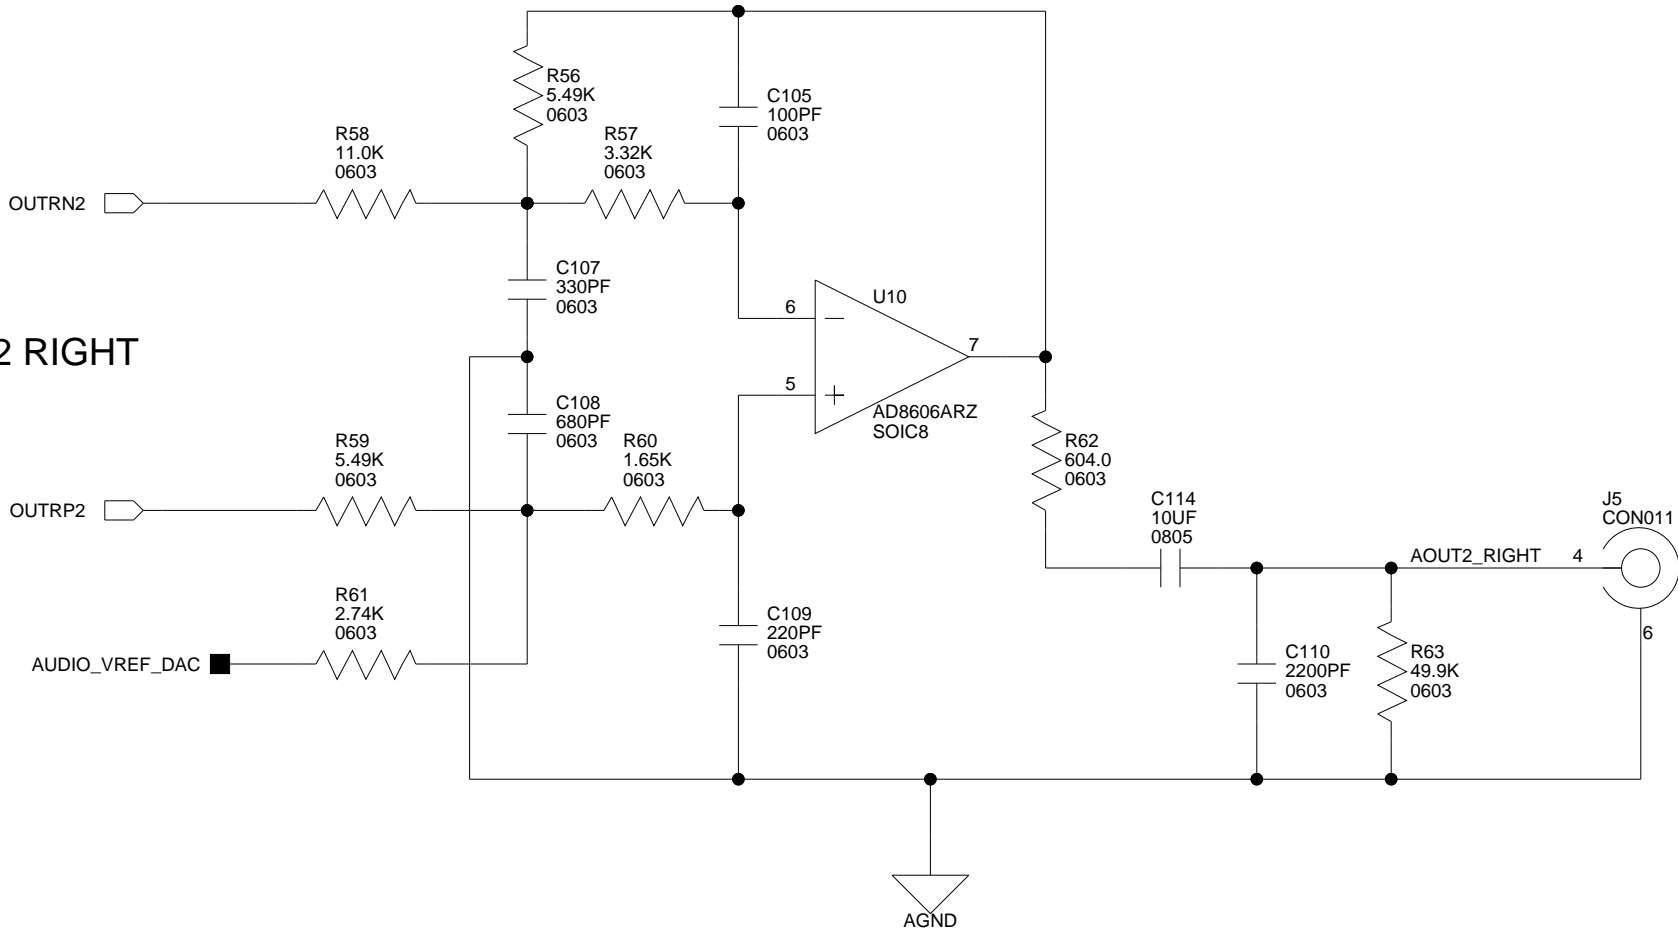 R56
5.49K
0603
C105
100PF
0603
R58
11.0K
0603
R57
3.32K
0603
OUTRN2
C107
330PF
0603
U10
6
2 RIGHT
7
5
C108
680PF
0603
AD8606ARZ
SOIC8
R59
5.49K
0603
R60
1.65K
0603
R62
604.0
0603
OUTRP2
C114
10UF
0805
J5
CON011
AOUT2_RIGHT
4
R61
2.74K
0603
C109
220PF
0603
6
AUDIO_VREF_DAC
C110
2200PF
0603
R63
49.9K
0603
AGND